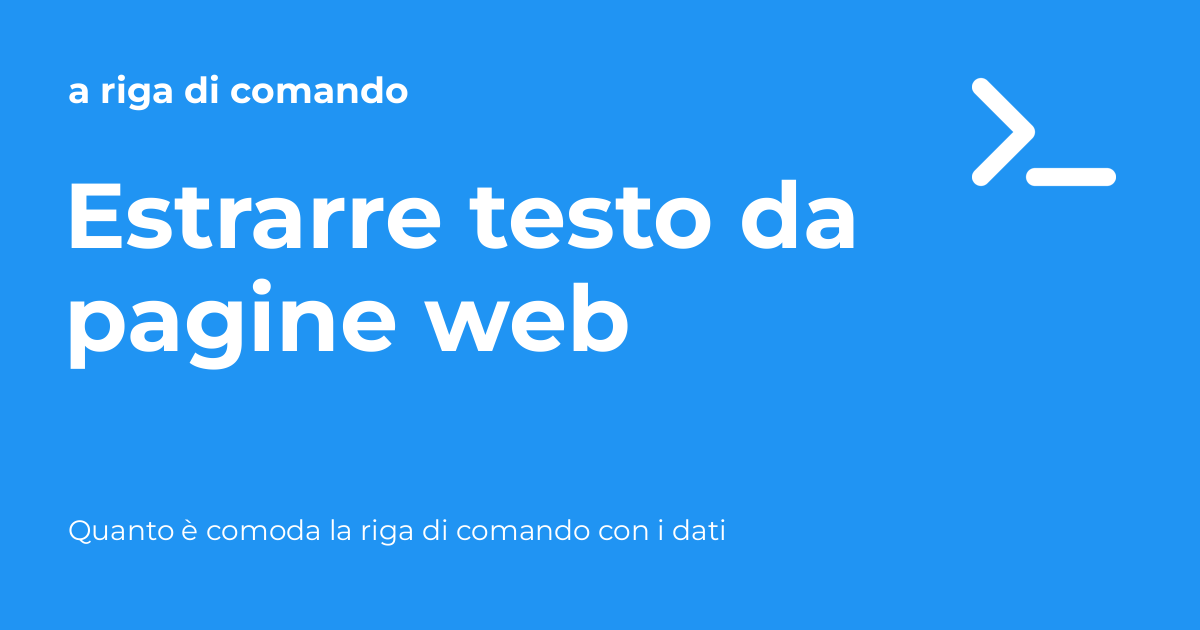 a riga di comando
Estrarre testo da
pagine web
Quanto è comoda la riga di comando con i dati